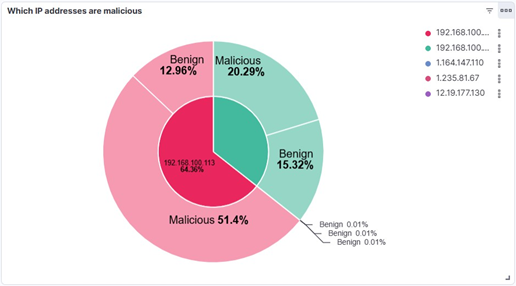 Which IP addresses are malicious
192.168.100....
192.168.100....
1.164.147.110
1.235.81.67
12.19.177.130
Benign
12.96%
Malicious
20.29%
Benign
15.32%
192.168.100.113
64.36%
Malicious 51.4%
Benign 0.01%
Benign 0.01%
Benign 0.01%